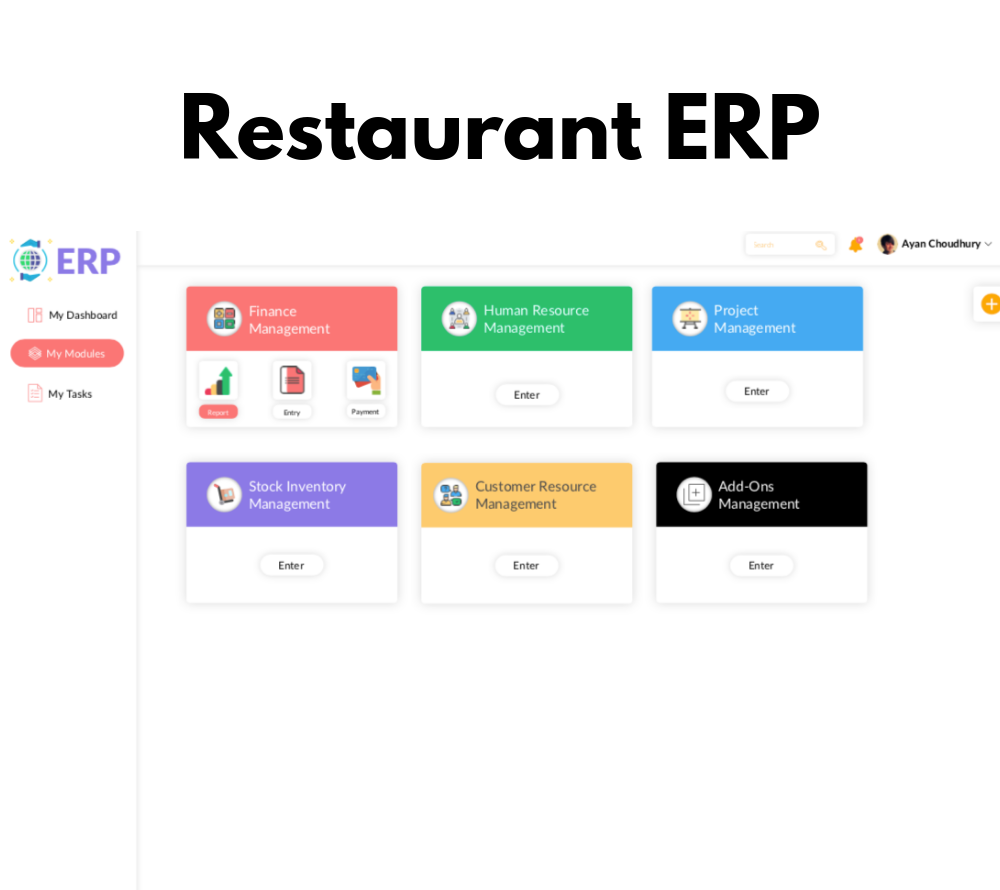 Restaurant ERP
ERP
Search
Ayan Choudhury
My Dashboard
My Modules
My Tasks
Finance
Management
Report
Entry
Payment
Human Resource
Management
Enter
Project
Management
Enter
Stock Inventory
Management
Enter
Customer Resource
Management
Enter
Add-Ons
Management
Enter